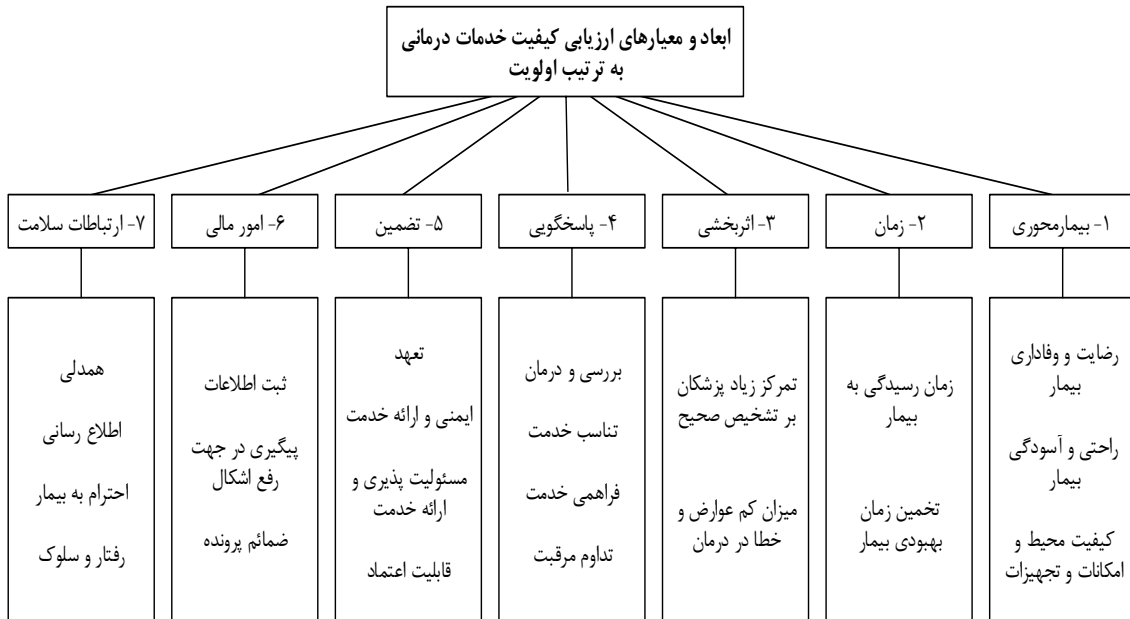 ابعاد و معیارهای ارزیابی کیفیت خدمات درمانی
به ترتیب اولویت
۱- بیمارمحوری
رضایت و وفاداری
بیمار
راحتی و آسودگی
بیمار
کیفیت محیط و
امکانات و تجهیزات
۲- زمان
زمان رسیدگی به
بیمار
تخمین زمان
بهبودی بیمار
۳- اثربخشی
تمرکز زیاد پزشکان
بر تشخیص صحیح
میزان کم عوارض و
خطا در درمان
۴- پاسخگویی
بررسی و درمان
تناسب خدمت
فراهمی خدمت
تداوم مرقبت
۵- تضمین
تعهد
ایمنی و ارائه خدمت
مسئولیت پذیری و
ارائه خدمت
قابلیت اعتماد
۶- امور مالی
ثبت اطلاعات
پیگیری در جهت
رفع اشکال
ضمائم پرونده
۷- ارتباطات سلامت
همدلی
اطلاع رسانی
احترام به بیمار
رفتار و سلوک